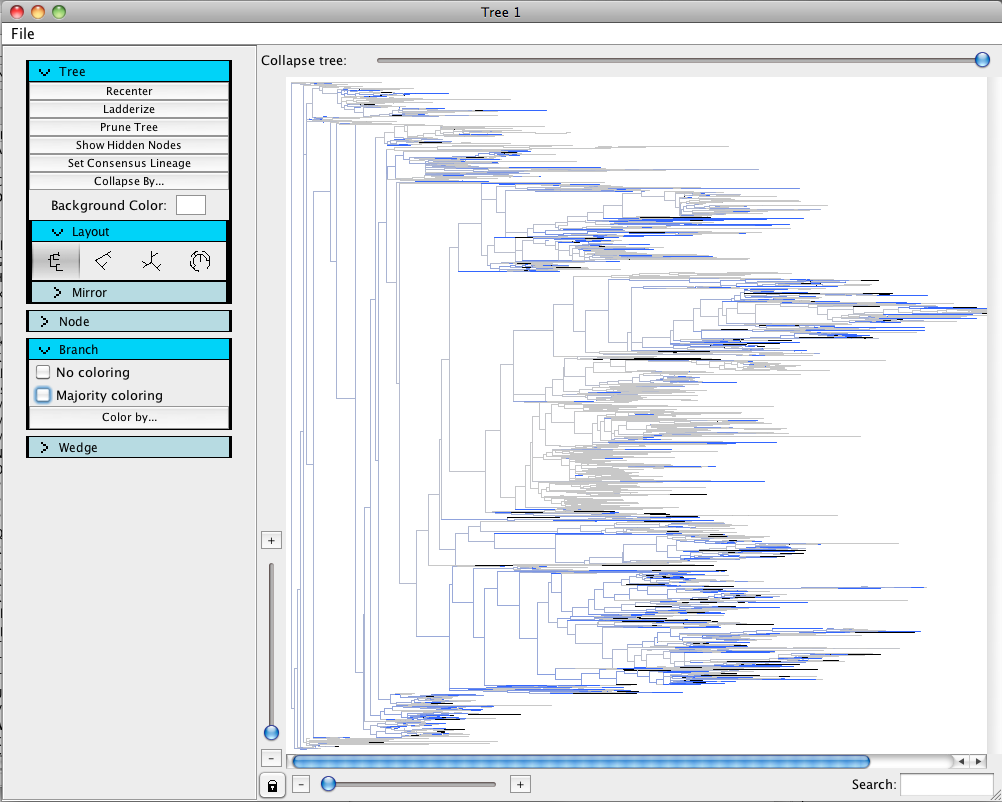 Tree 1
File
Collapse tree:
Tree
Recenter
Ladderize
Prune Tree
Show Hidden Nodes
Set Consensus Lineage
Collapse By...
Background Color:
Layout
Mirror
Node
Branch
No coloring
Majority coloring
Color by...
Wedge
+
-
-
+
Search: